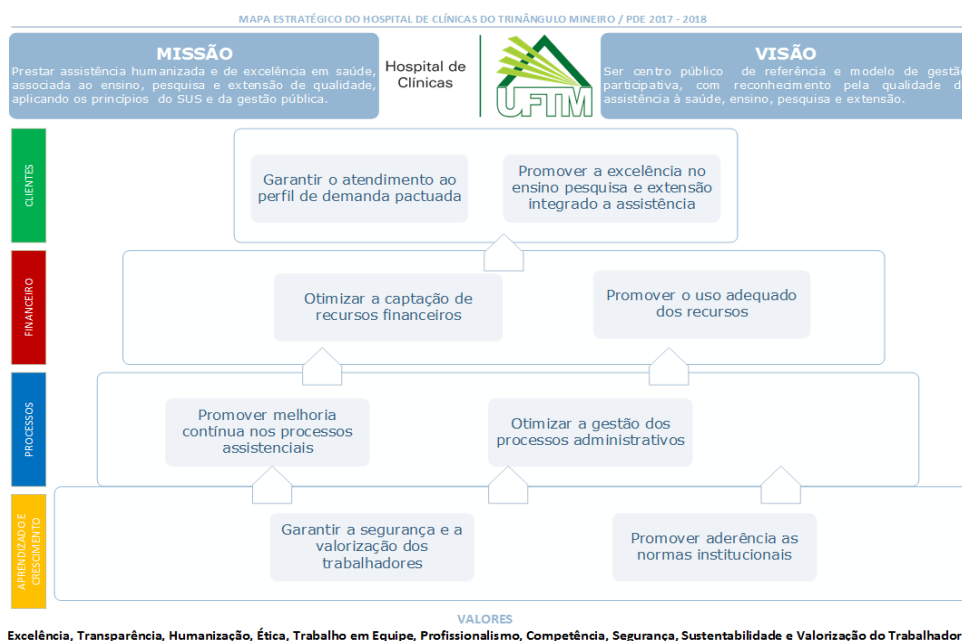 MAPA ESTRATÉGICO DO HOSPITAL DE CLÍNICAS DO TRINÂNGULO MINEIRO / PDE 2017 - 2018
MISSÃO
Prestar assistência humanizada e de excelência em saúde,
associada ao ensino, pesquisa e extensão de qualidade,
aplicando os princípios do SUS e da gestão pública.
Hospital de
Clínicas
UFTM
VISÃO
Ser centro público de referência e modelo de gestão
participativa, com reconhecimento pela qualidade d
assistência à saúde, ensino, pesquisa e extensão.
CLIENTES
Garantir o atendimento ao
perfil de demanda pactuada
Promover a excelência no
ensino pesquisa e extensão
integrado a assistência
FINANCEIRO
Otimizar a captação de
recursos financeiros
Promover o uso adequado
dos recursos
PROCESSOS
Promover melhoria
contínua nos processos
assistenciais
Otimizar a gestão dos
processos administrativos
APRENDIZADO E
CRESCIMENTO
Garantir a segurança e a
valorização dos
trabalhadores
Promover aderência as
normas institucionais
VALORES
Excelência, Transparência, Humanização, Ética, Trabalho em Equipe, Profissionalismo, Competência, Segurança, Sustentabilidade e Valorização do Trabalhador